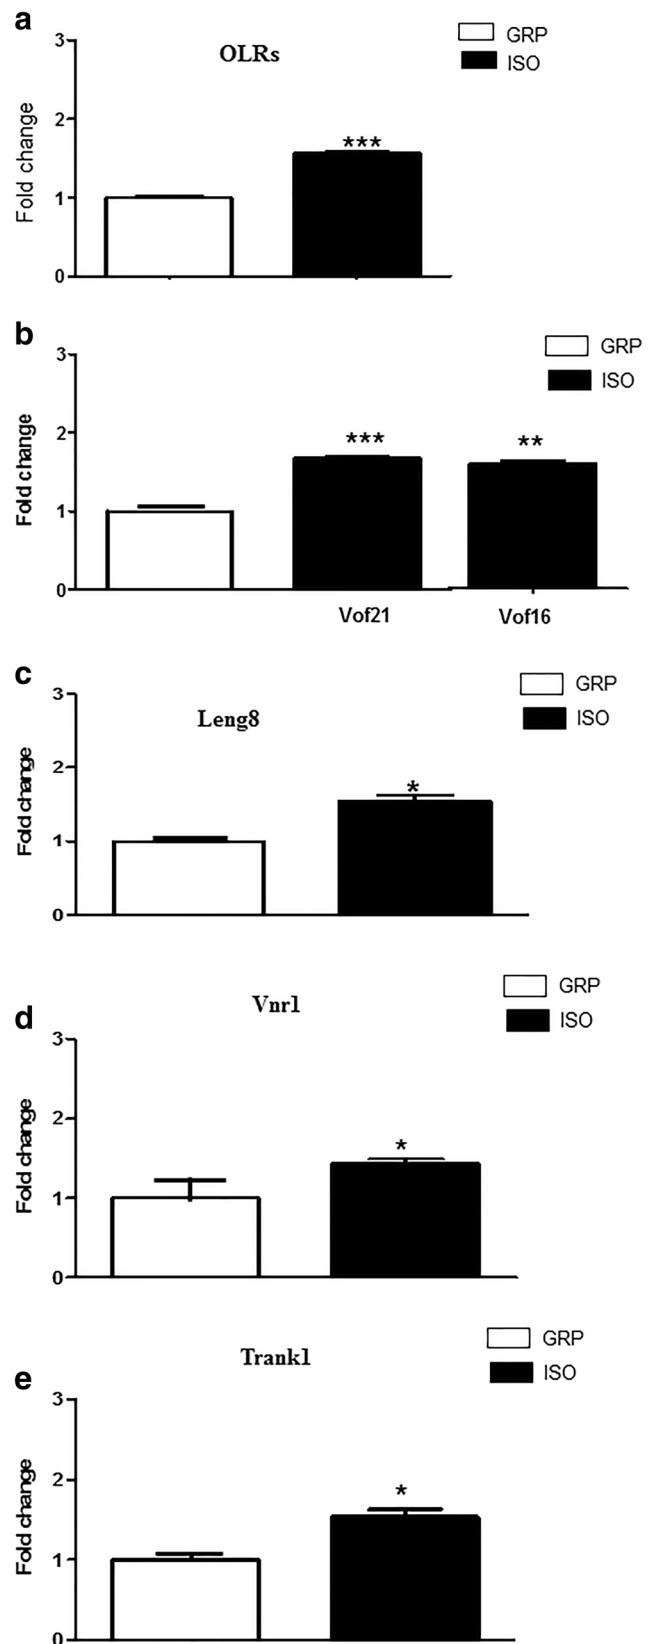 a
OLRs
GRP
ISO
Fold change
3
2
1
0
***
b
GRP
ISO
Fold change
3
2
1
0
***
**
Vof21
Vof16
c
Leng8
GRP
ISO
Fold change
3
2
1
0
*
d
Vnr1
GRP
ISO
Fold change
3
2
1
0
*
e
Trank1
GRP
ISO
Fold change
3
2
1
0
*